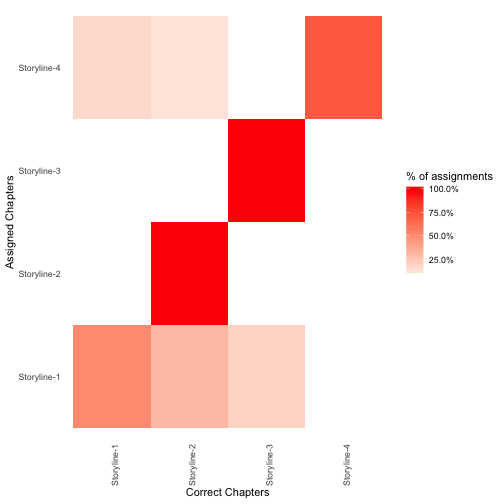 Storyline-4
Storyline-3
Storyline-2
Storyline-1
Assigned Chapters
Storyline-1
Storyline-2
Storyline-3
Storyline-4
Correct Chapters
% of assignments
100.0%
75.0%
50.0%
25.0%